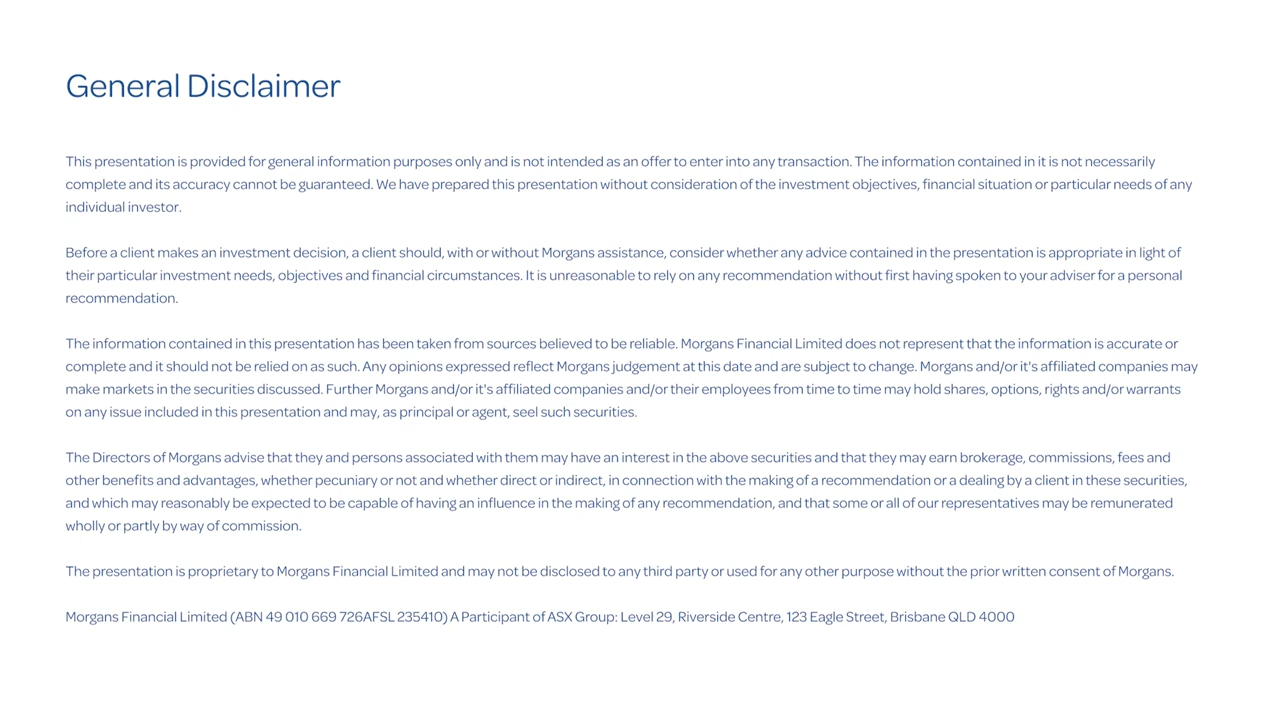 General Disclaimer
This presentation is provided for general information purposes only and is not intended as an offer to enter into any transaction. The information contained in it is not necessarily
complete and its accuracy cannot be guaranteed. We have prepared this presentation without consideration of the investment objectives, financial situation or particular needs of any
individual investor.
Before a client makes an investment decision, a client should, with or without Morgans assistance, consider whether any advice contained in the presentation is appropriate in light of
their particular investment needs, objectives and financial circumstances. It is unreasonable to rely on any recommendation without first having spoken to your adviser for a personal
recommendation.
The information contained in this presentation has been taken from sources believed to be reliable. Morgans Financial Limited does not represent that the information is accurate or
complete and it should not be relied on as such. Any opinions expressed reflect Morgans judgement at this date and are subject to change. Morgans and/or it's affiliated companies may
make markets in the securities discussed. Further Morgans and/or it's affiliated companies and/or their employees from time to time may hold shares, options, rights and/or warrants
on any issue included in this presentation and may, as principal or agent, seel such securities.
The Directors of Morgans advise that they and persons associated with them may have an interest in the above securities and that they may earn brokerage, commissions, fees and
other benefits and advantages, whether pecuniary or not and whether direct or indirect, in connection with the making of a recommendation or a dealing by a client in these securities,
and which may reasonably be expected to be capable of having an influence in the making of any recommendation, and that some or all of our representatives may be remunerated
wholly or partly by way of commission.
The presentation is proprietary to Morgans Financial Limited and may not be disclosed to any third party or used for any other purpose without the prior written consent of Morgans.
Morgans Financial Limited (ABN 49 010 669 726AFSL 235410) A Participant of ASX Group: Level 29, Riverside Centre, 123 Eagle Street, Brisbane QLD 4000